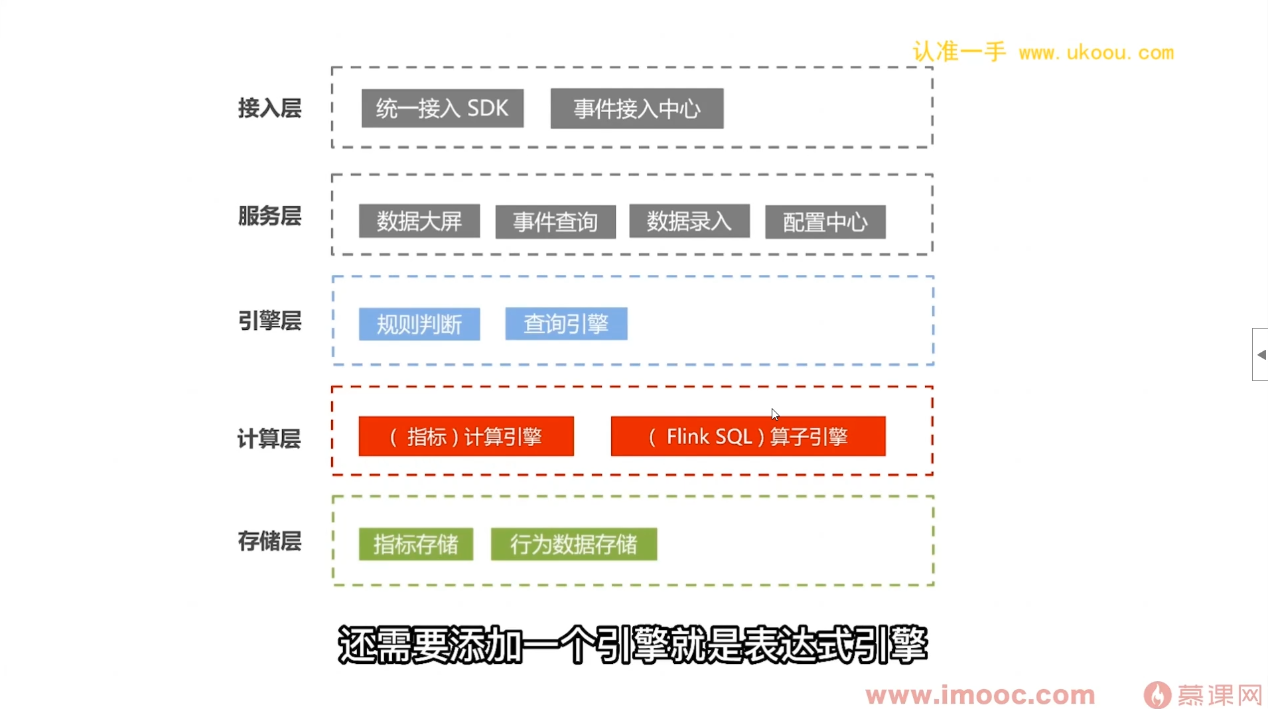 认准一手 www.ukoou.com
接入层
统一接入 SDK
事件接入中心
服务层
数据大屏
事件查询
数据录入
配置中心
引擎层
规则判断
查询引擎
计算层
（ 指标 ) 计算引擎
（ Flink SQL ) 算子引擎
存储层
指标存储
行为数据存储
还需要添加一个引擎就是表达式引擎
www.imooc.com 慕课网